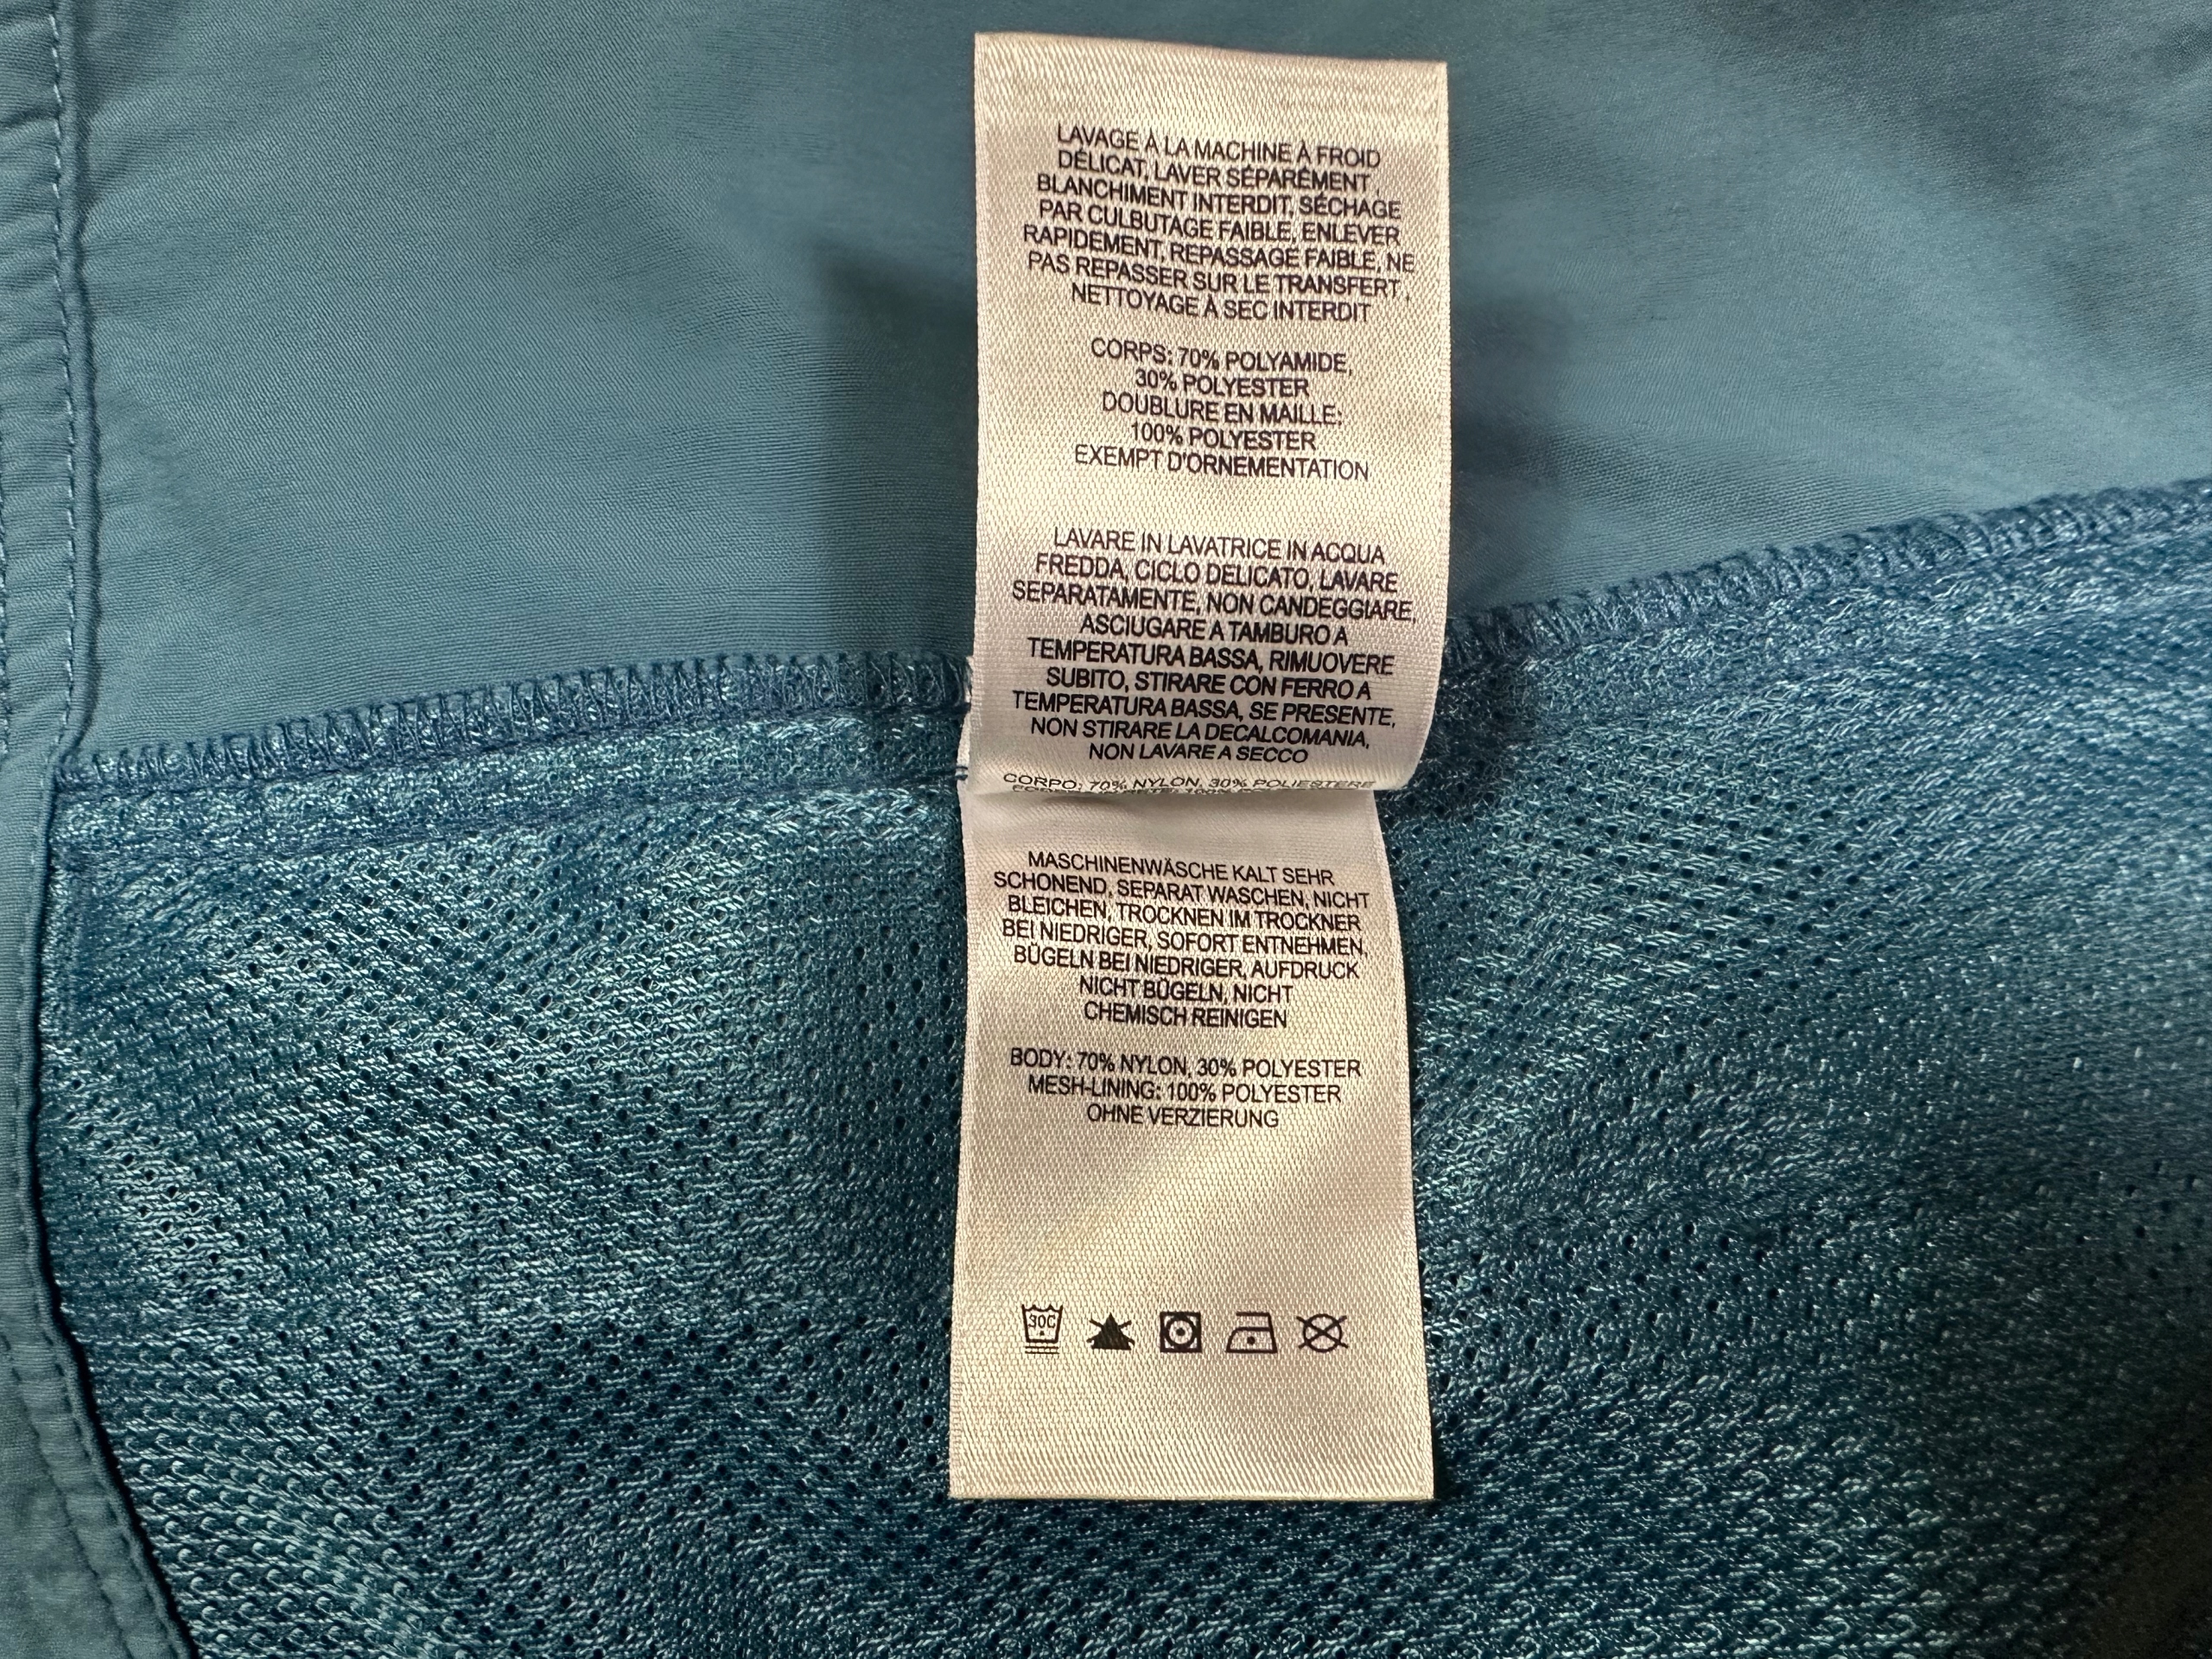 LAVAGE À LA MACHINE À FROID
DÉLICAT, LAVER SÉPARÉMENT,
BLANCHIMENT INTERDIT, SÉCHAGE
PAR CULBUTAGE FAIBLE, ENLEVER
RAPIDEMENT, REPASSAGE FAIBLE, NE
PAS REPASSER SUR LE TRANSFERT,
NETTOYAGE À SEC INTERDIT
CORPS: 70% POLYAMIDE,
30% POLYESTER
DOUBLURE EN MAILLE:
100% POLYESTER
EXEMPT D'ORNEMENTATION
LAVARE IN LAVATRICE IN ACQUA
FREDDA, CICLO DELICATO, LAVARE
SEPARATAMENTE, NON CANDEGGIARE,
ASCIUGARE A TAMBURO A
TEMPERATURA BASSA, RIMUOVERE
SUBITO, STIRARE CON FERRO A
TEMPERATURA BASSA, SE PRESENTE,
NON STIRARE LA DECALCOMANIA,
NON LAVARE A SECCO
CORPO: 70% NYLON, 30% POLIESTERE
MASCHINENWÄSCHE KALT SEHR
SCHONEND, SEPARAT WASCHEN, NICHT
BLEICHEN, TROCKNEN IM TROCKNER
BEI NIEDRIGER, SOFORT ENTNEHMEN,
BÜGELN BEI NIEDRIGER, AUFDRUCK
NICHT BÜGELN, NICHT
CHEMISCH REINIGEN
BODY: 70% NYLON, 30% POLYESTER
MESH-LINING: 100% POLYESTER
OHNE VERZIERUNG
30C